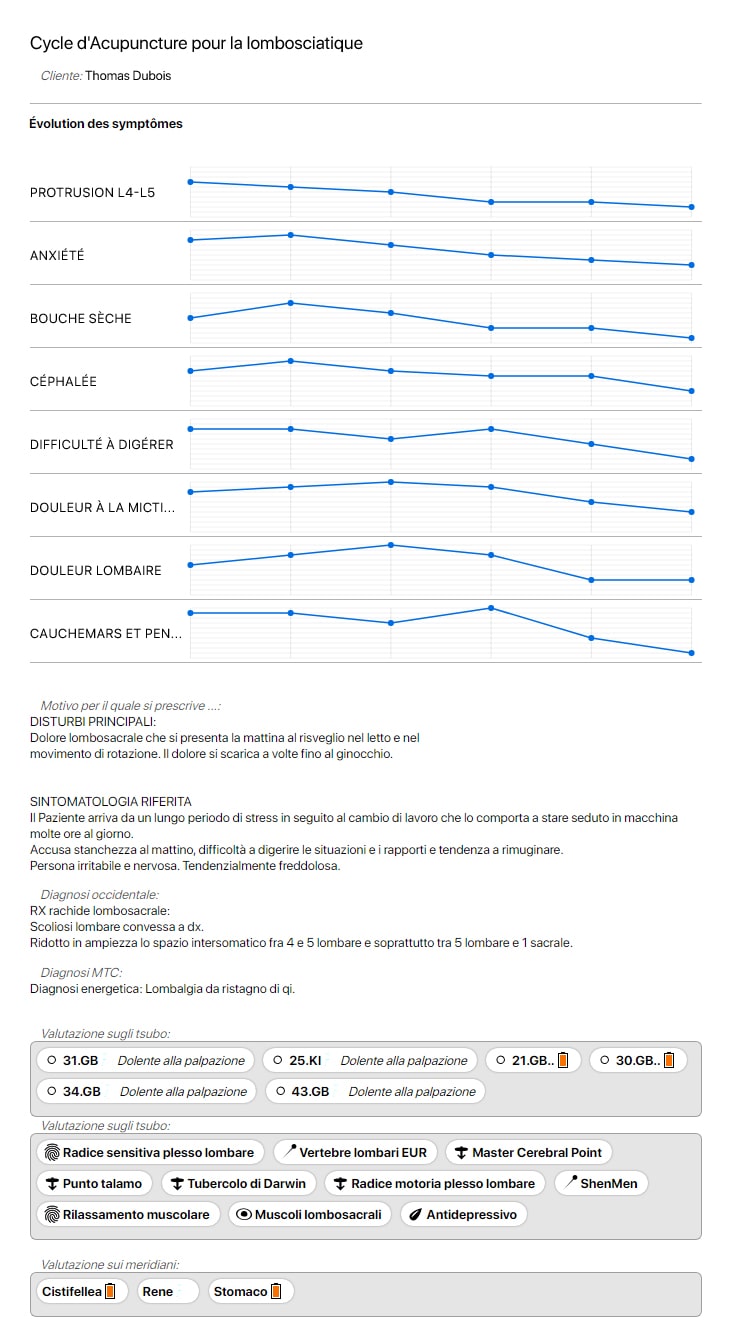 Cycle d'Acupuncture pour la lombosciatique
Cliente: Thomas Dubois
Évolution des symptômes
PROTRUSION L4-L5
ANXIÉTÉ
BOUCHE SÈCHE
CÉPHALÉE
DIFFICULTÉ À DIGÉRER
DOULEUR À LA MICTI...
DOULEUR LOMBAIRE
CAUCHEMARS ET PEN...
Motivo per il quale si prescrive ...:
DISTURBI PRINCIPALI:
Dolore lombosacrale che si presenta la mattina al risveglio nel letto e nel
movimento di rotazione. Il dolore si scarica a volte fino al ginocchio.
SINTOMATOLOGIA RIFERITA
Il Paziente arriva da un lungo periodo di stress in seguito al cambio di lavoro che lo comporta a stare seduto in macchina
molte ore al giorno.
Accusa stanchezza al mattino, difficoltà a digerire le situazioni e i rapporti e tendenza a rimuginare.
Persona irritabile e nervosa. Tendenzialmente freddolosa.
Diagnosi occidentale:
RX rachide lombosacrale:
Scoliosi lombare convessa a dx.
Ridotto in ampiezza lo spazio intersomatico fra 4 e 5 lombare e soprattutto tra 5 lombare e 1 sacrale.
Diagnosi MTC:
Diagnosi energetica: Lombalgia da ristagno di qi.
Valutazione sugli tsubo:
31.GB Dolente alla palpazione 25.KI Dolente alla palpazione 21.GB.. 30.GB..
34.GB Dolente alla palpazione 43.GB Dolente alla palpazione
Valutazione sugli tsubo:
Radice sensitiva plesso lombare Vertebre lombari EUR Master Cerebral Point
Punto talamo Tubercolo di Darwin Radice motoria plesso lombare ShenMen
Rilassamento muscolare Muscoli lombosacrali Antidepressivo
Valutazione sui meridiani:
Cistifellea Rene Stomaco